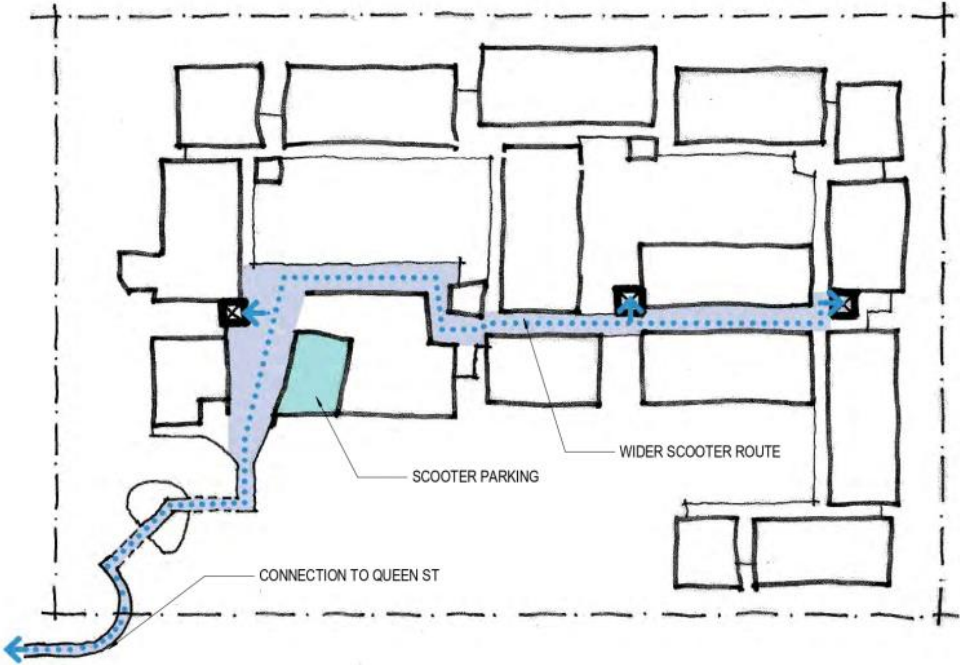 WIDER SCOOTER ROUTE
SCOOTER PARKING
CONNECTION TO QUEEN ST